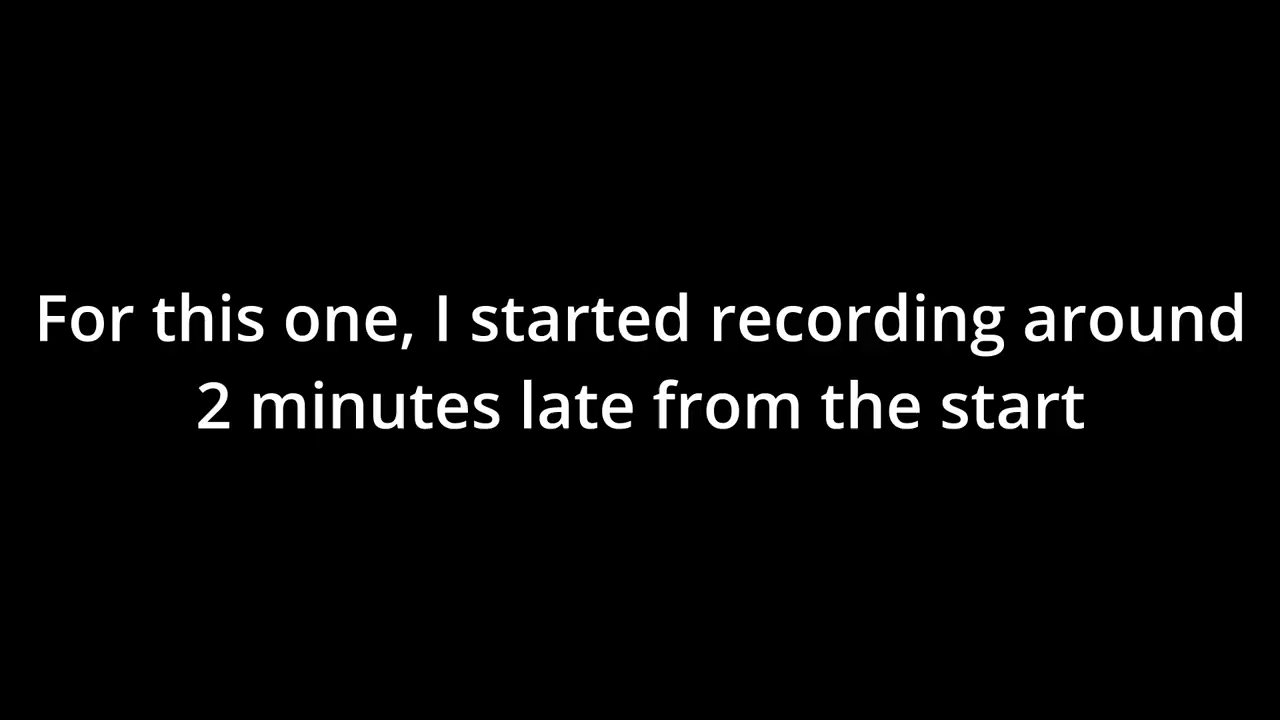 For this one, I started recording around
2 minutes late from the start